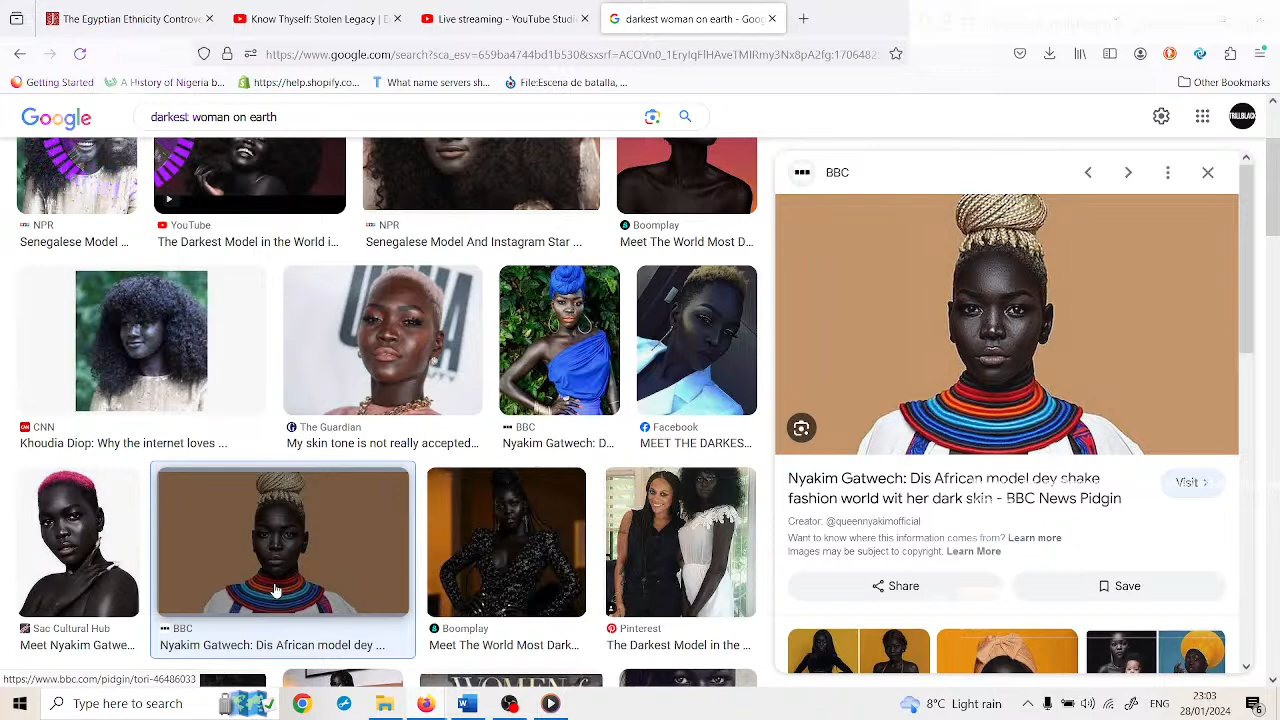 The Egyptian Ethnicity Controve
Know Thyself: Stolen Legacy | E
Live streaming - YouTube Studi
darkest woman on earth - Goog
https://www.google.com/search?sca_esv=659ba4744bd1b530&sxsrf=ACQVn0_1EryIqFlHAveTMIRmy3Nx8pA2fg:1706482
Getting Started
A History of Nigeria b...
https://help.shopify.co...
What name servers sh...
File:Escena de batalla, ...
Other Bookmarks
Google
darkest woman on earth
TRILLBLACK
NPR
Senegalese Model ...
YouTube
The Darkest Model in the World i...
NPR
Senegalese Model And Instagram Star ...
Boomplay
Meet The World Most D...
CNN
Khoudia Diop: Why the internet loves ...
The Guardian
My skin tone is not really accepted...
BBC
Nyakim Gatwech: D...
Facebook
MEET THE DARKES...
Sac Cultural Hub
Meet Nyakim Gatwe...
BBC
Nyakim Gatwech: Dis African model dey ...
Boomplay
Meet The World Most Dark...
Pinterest
The Darkest Model in the ...
WOMEN
BBC
Nyakim Gatwech: Dis African model dey shake
fashion world wit her dark skin - BBC News Pidgin
Visit
Creator: @queennyakimofficial
Want to know where this information comes from? Learn more
Images may be subject to copyright. Learn More
Share
Save
https://www.bbc.com/pidgin/tori-46486033
Type here to search
8°C Light rain
ENG
23:03
28/01/2024
6